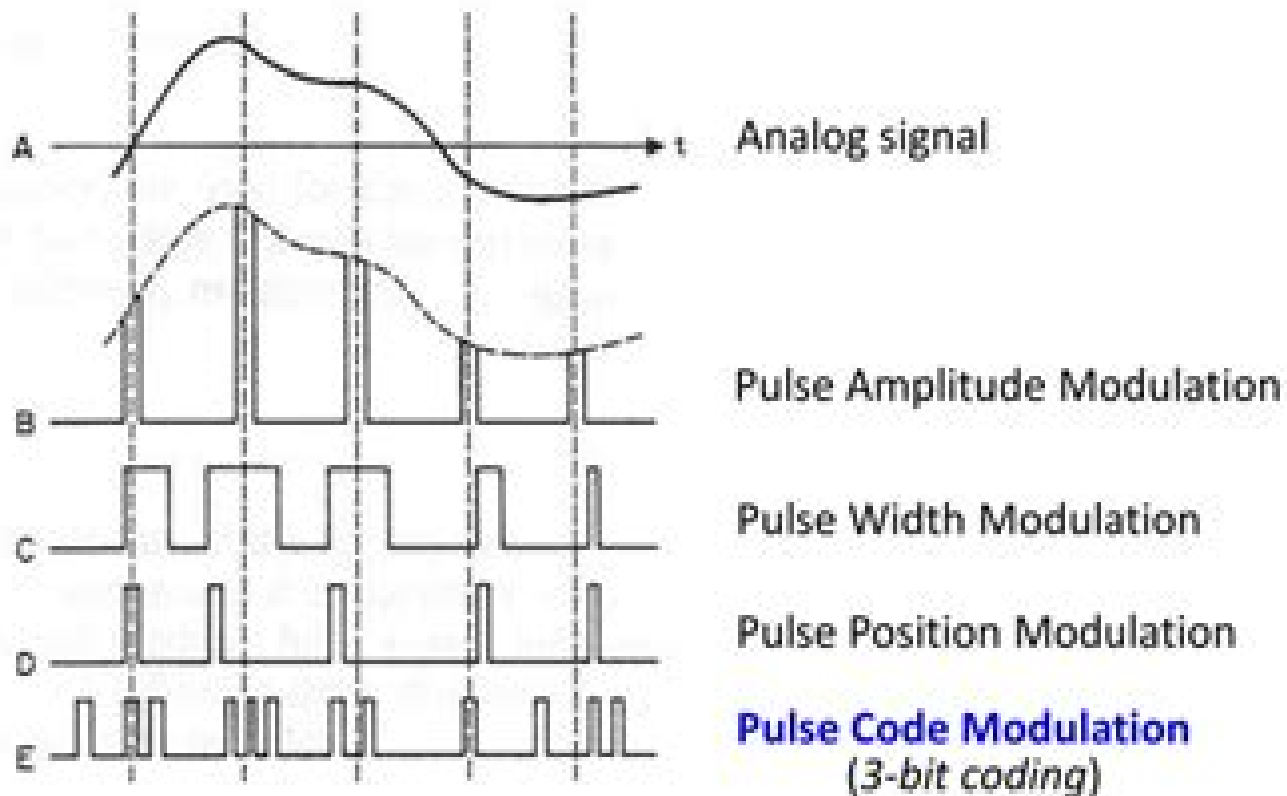 A
t
Analog signal
B
Pulse Amplitude Modulation
C
Pulse Width Modulation
D
Pulse Position Modulation
E
Pulse Code Modulation
(3-bit coding)